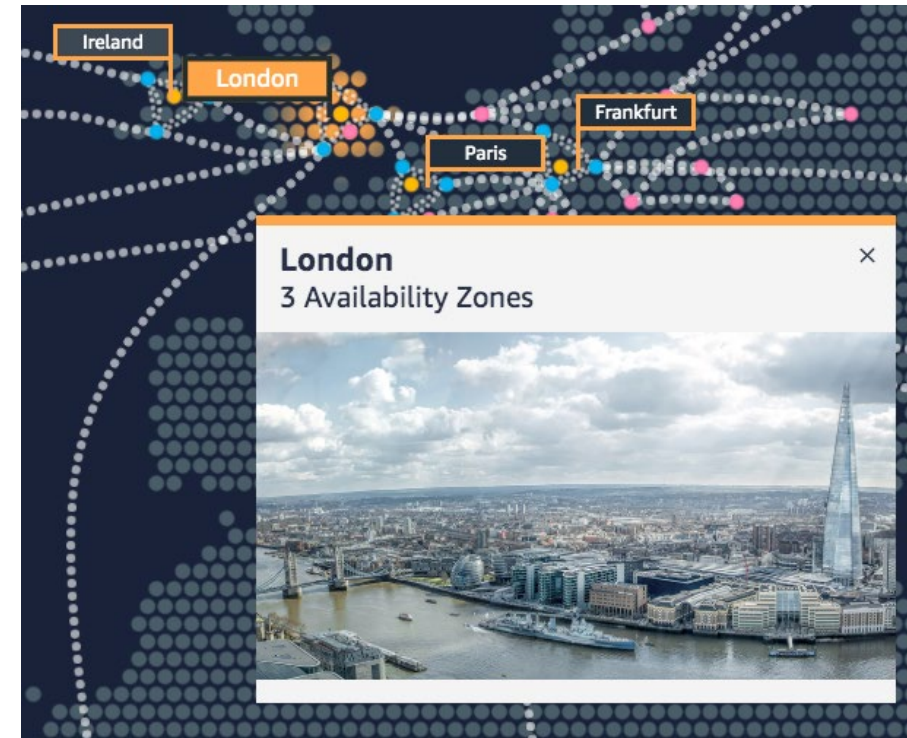 Ireland
London
Frankfurt
Paris
London
×
3 Availability Zones